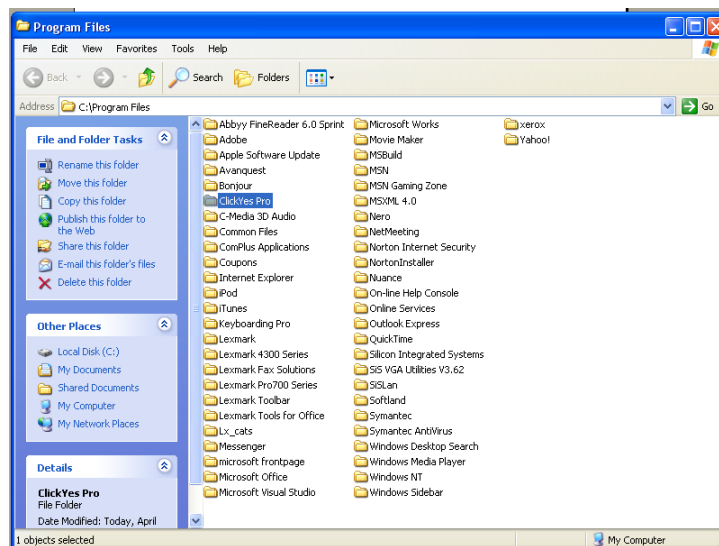 Program Files
File Edit View Favorites Tools Help
Back Search Folders
Address C:\Program Files Go
File and Folder Tasks
Rename this folder
Move this folder
Copy this folder
Publish this folder to
the Web
Share this folder
E-mail this folder's files
Delete this folder
Other Places
Local Disk (C:)
My Documents
Shared Documents
My Computer
My Network Places
Details
ClickYes Pro
File Folder
Date Modified: Today, April
Abbyy FineReader 6.0 Sprint
Adobe
Apple Software Update
Avanquest
Bonjour
ClickYes Pro
C-Media 3D Audio
Common Files
ComPlus Applications
Coupons
Internet Explorer
iPod
iTunes
Keyboarding Pro
Lexmark
Lexmark 4300 Series
Lexmark Fax Solutions
Lexmark Pro700 Series
Lexmark Toolbar
Lexmark Tools for Office
Lx_cats
Messenger
microsoft frontpage
Microsoft Office
Microsoft Visual Studio
Microsoft Works
Movie Maker
MSBuild
MSN
MSN Gaming Zone
MSXML 4.0
Nero
NetMeeting
Norton Internet Security
NortonInstaller
Nuance
On-line Help Console
Online Services
Outlook Express
QuickTime
Silicon Integrated Systems
SiS VGA Utilities V3.62
SiSLan
Softland
Symantec
Symantec AntiVirus
Windows Desktop Search
Windows Media Player
Windows NT
Windows Sidebar
xerox
Yahoo!
1 objects selected
My Computer